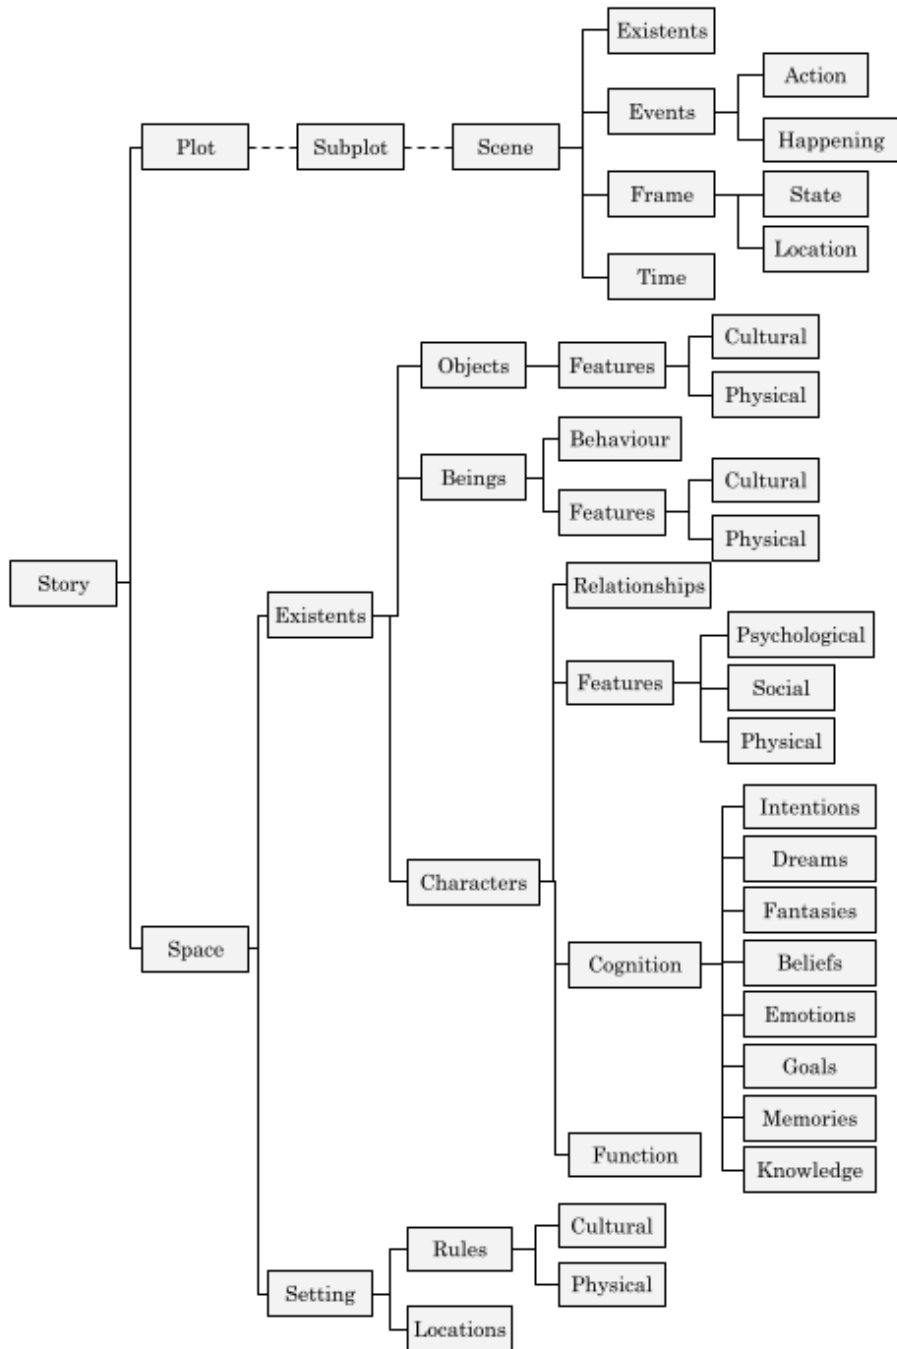 Existents
Action
Events
Happening
Plot
Subplot
Scene
Frame
State
Location
Time
Cultural
Objects
Features
Physical
Behaviour
Beings
Cultural
Features
Physical
Story
Existents
Relationships
Psychological
Features
Social
Physical
Intentions
Dreams
Characters
Fantasies
Space
Cognition
Beliefs
Emotions
Goals
Memories
Function
Knowledge
Cultural
Rules
Physical
Setting
Locations